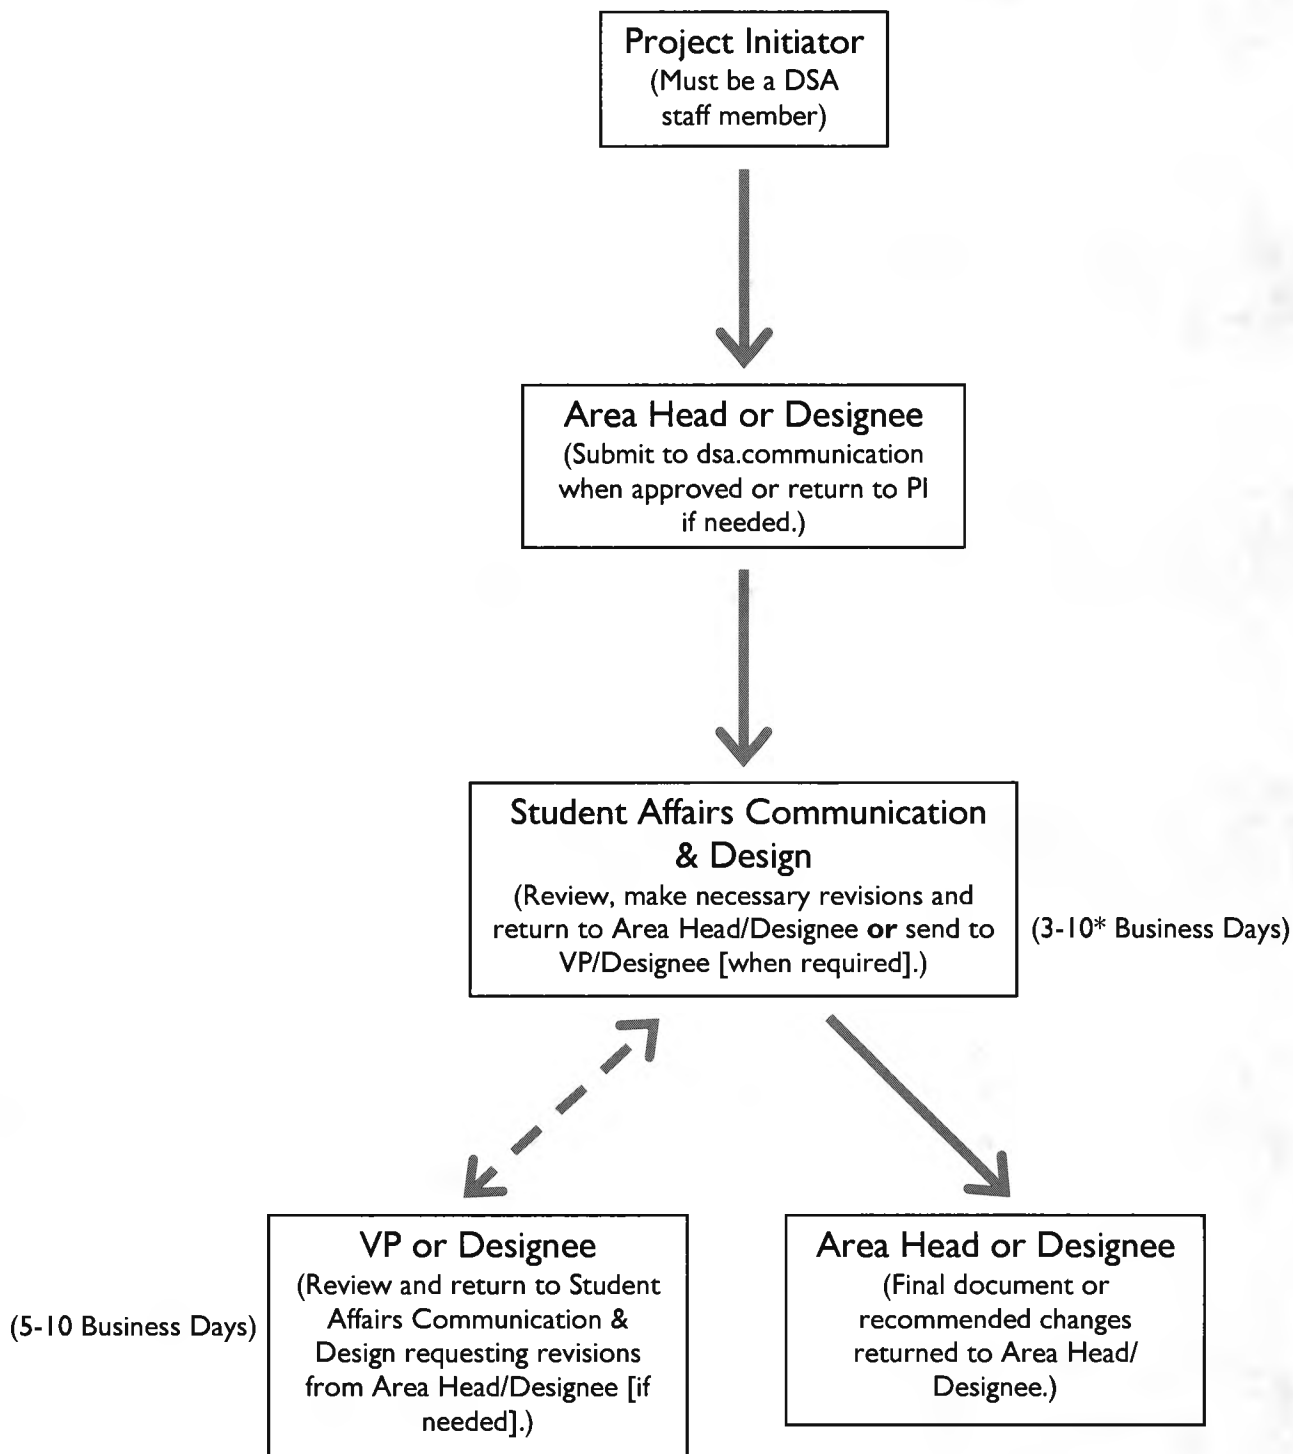 Project Initiator
(Must be a DSA
staff member)
Area Head or Designee
(Submit to dsa.communication
when approved or return to PI
if needed.)
Student Affairs Communication
& Design
(Review, make necessary revisions and
return to Area Head/Designee or send to
VP/Designee [when required].)
(3-10* Business Days)
VP or Designee
(Review and return to Student
Affairs Communication &
Design requesting revisions
from Area Head/Designee [if
needed].)
(5-10 Business Days)
Area Head or Designee
(Final document or
recommended changes
returned to Area Head/
Designee.)